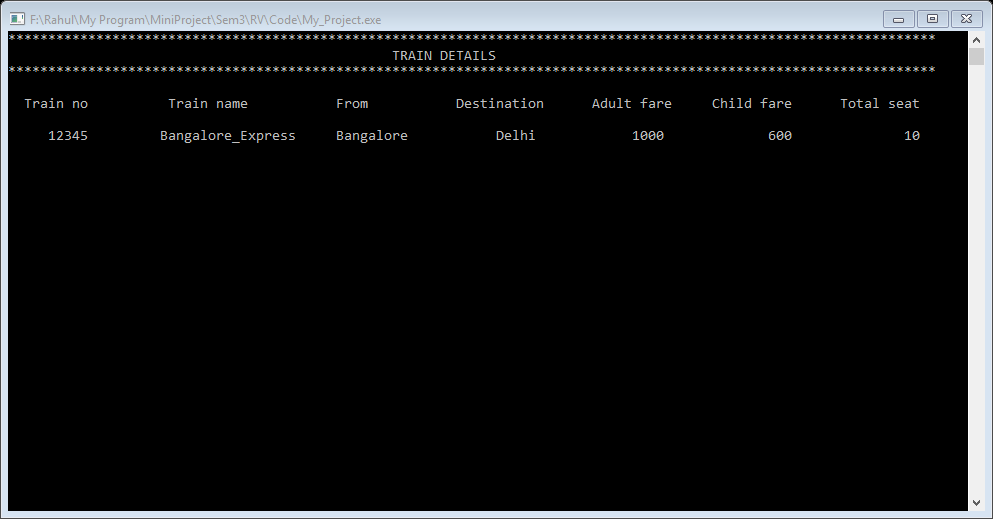 F:\Rahul\My Program\MiniProject\Sem3\RV\Code\My_Project.exe
********************************************************************************************************************
TRAIN DETAILS
********************************************************************************************************************
Train no Train name From Destination Adult fare Child fare Total seat
12345 Bangalore_Express Bangalore Delhi 1000 600 10